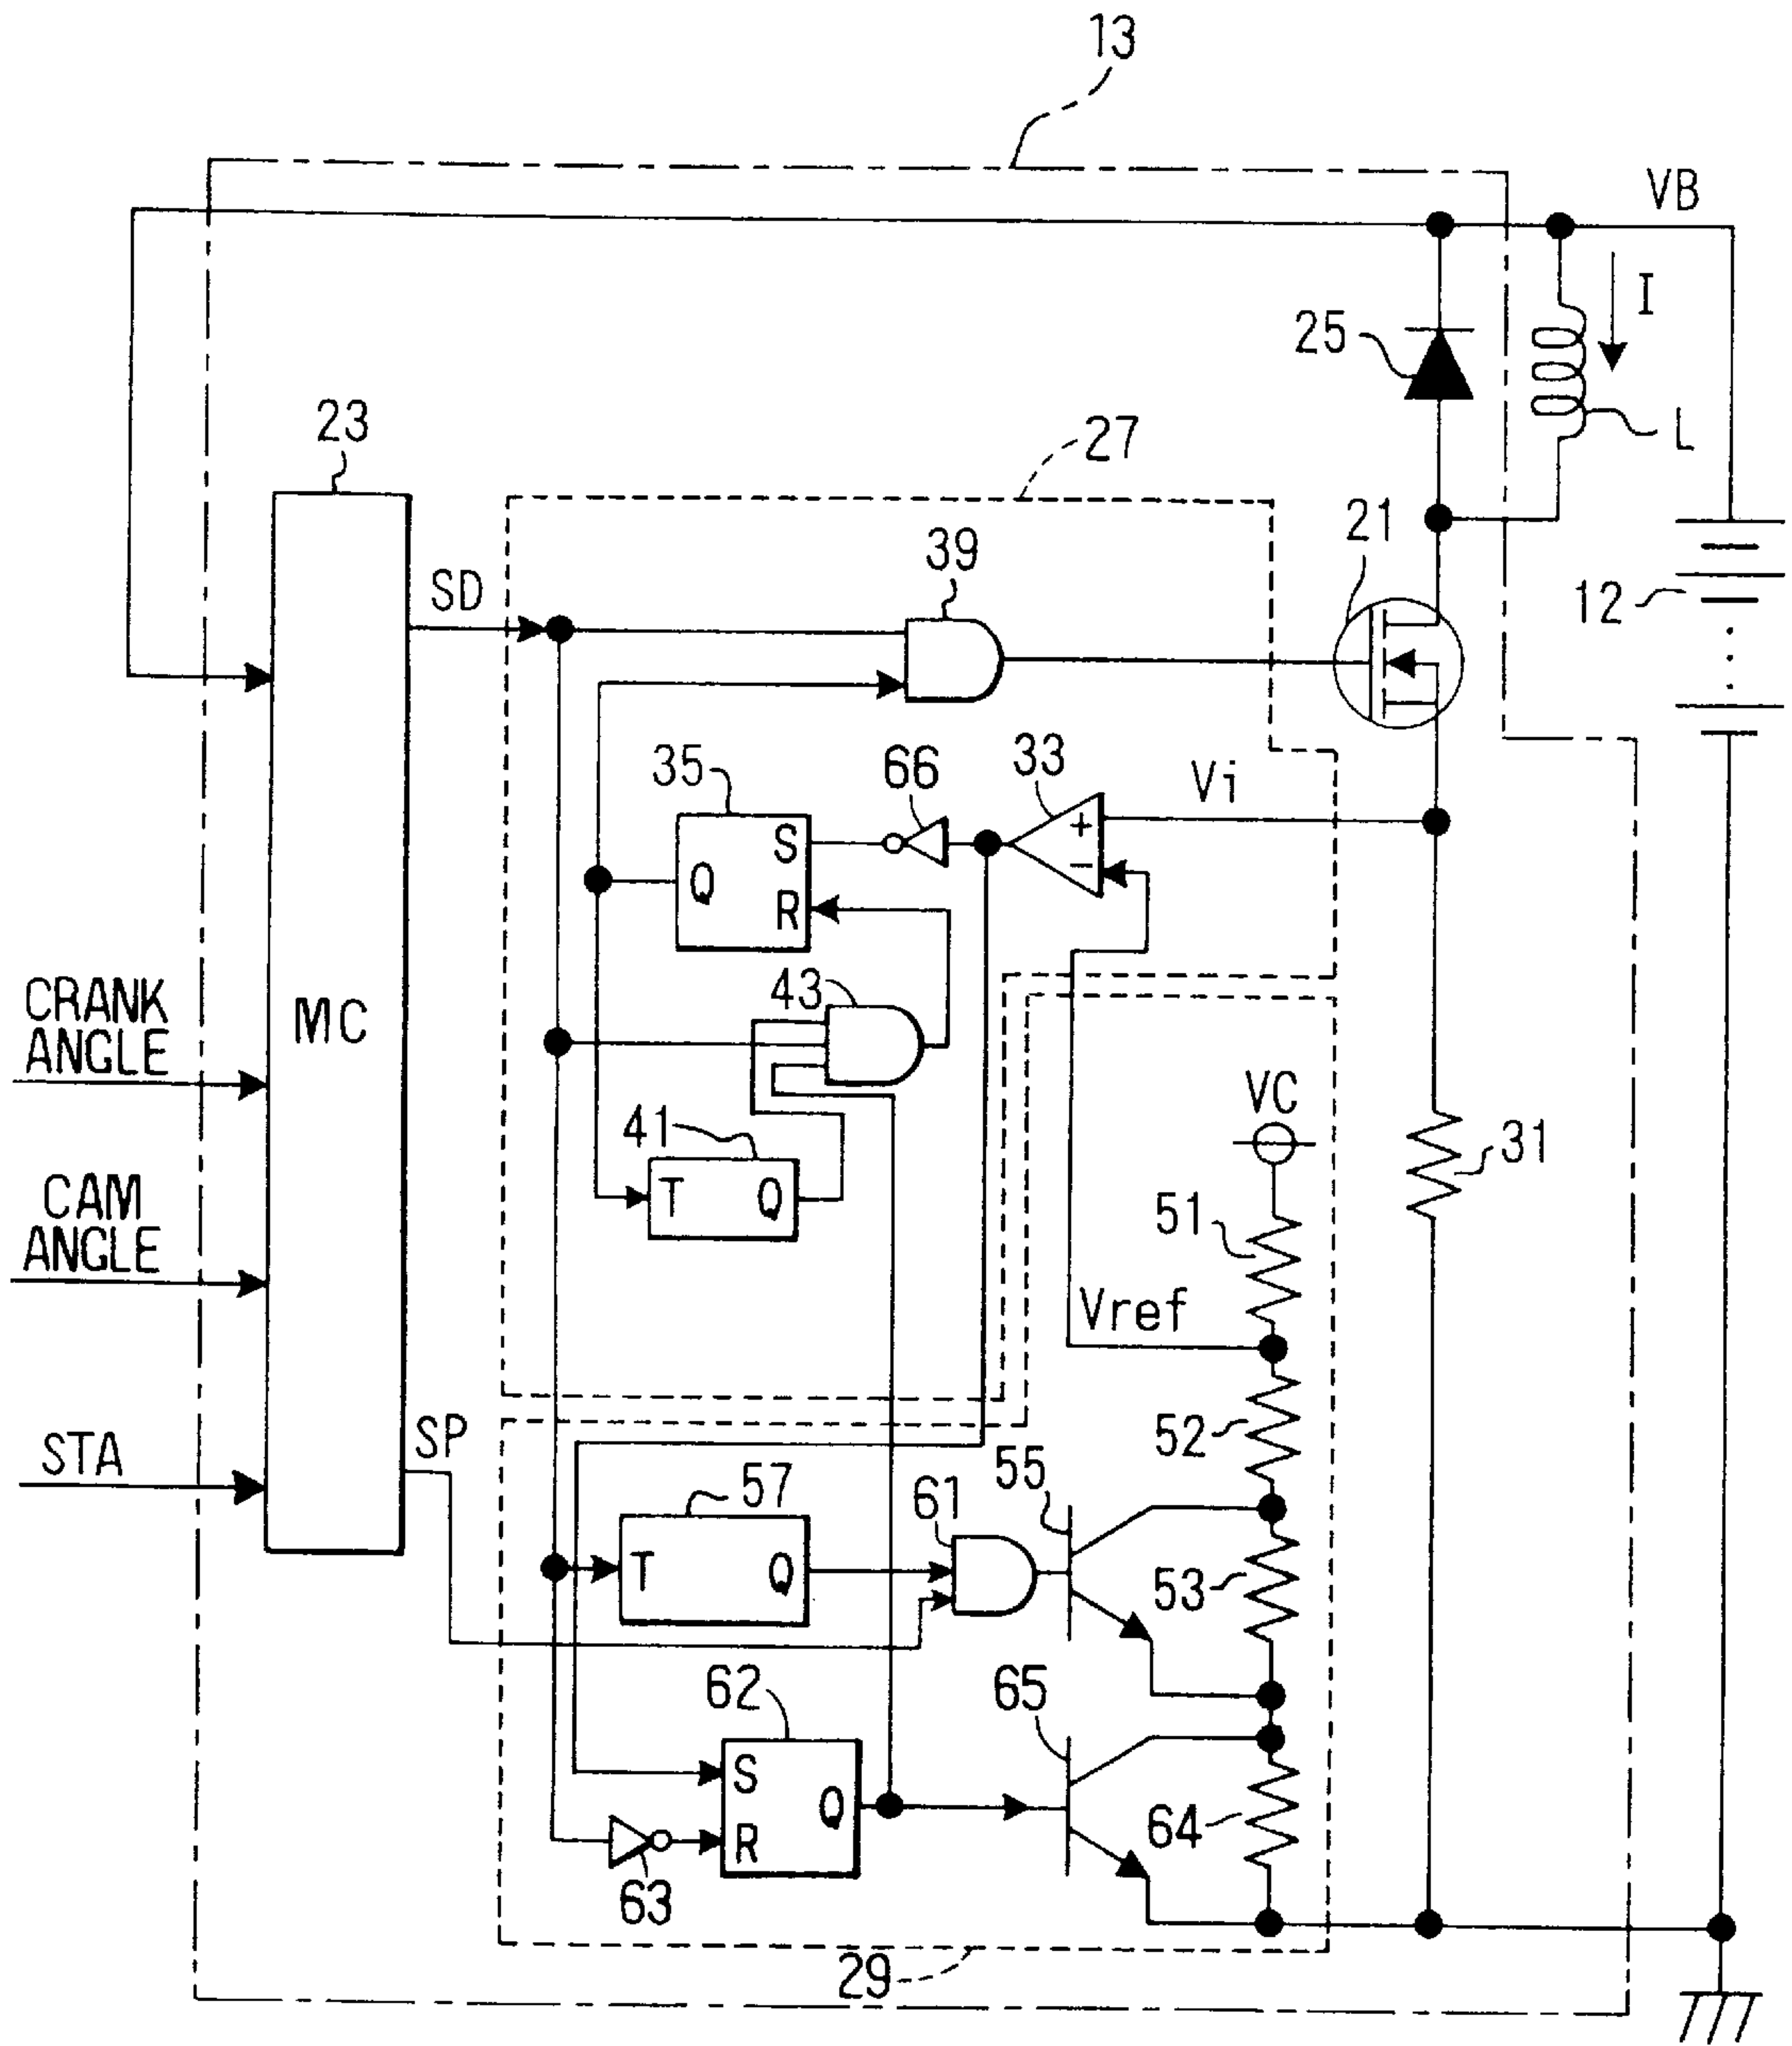 13
VB
I
25
L
23
27
21
39
SD
12
35
66
33
Vi
+
S
Q
−
R
43
CRANK
ANGLE
MC
VC
41
31
T Q
CAM
ANGLE
51
Vref
SP
52
STA
55
57
61
T Q
53
62
65
S
Q
64
R
63
29